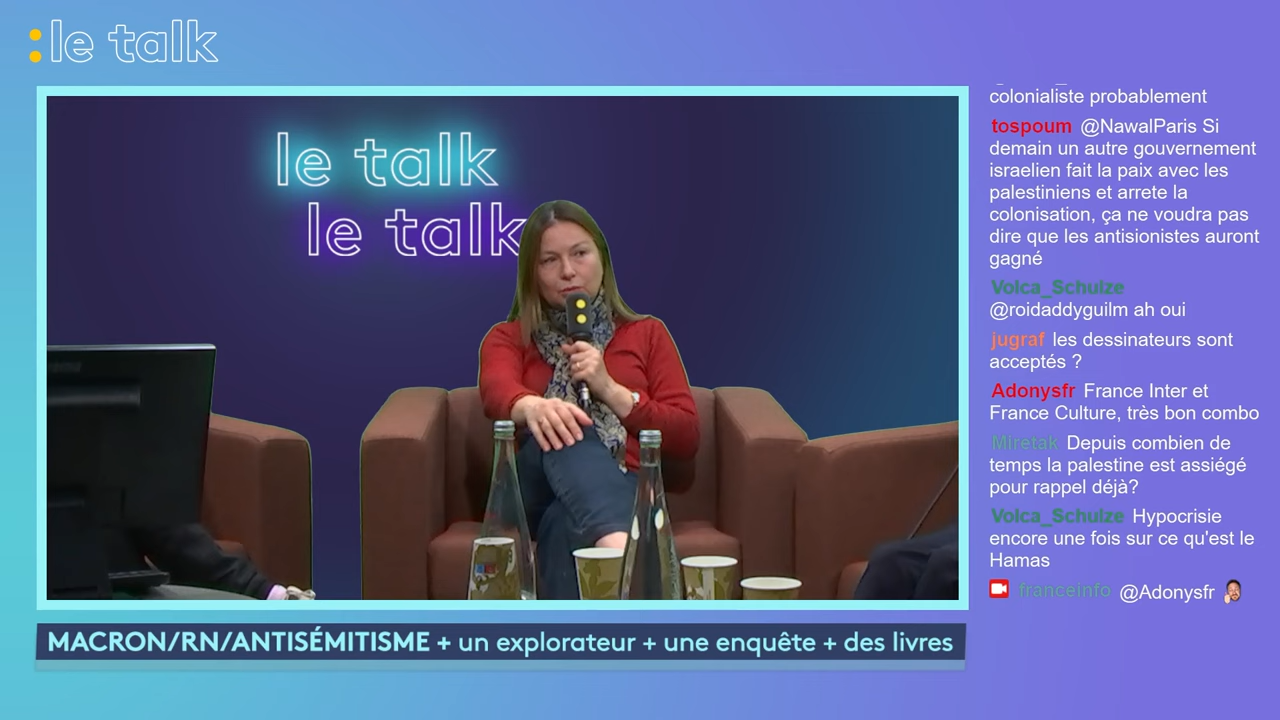 :le talk
le talk
le talk
colonialiste probablement
tospoum @NawalParis Si
demain un autre gouvernement
israelien fait la paix avec les
palestiniens et arrete la
colonisation, ça ne voudra pas
dire que les antisionistes auront
gagné
Volca_Schulze
@roidaddyguilm ah oui
jugraf les dessinateurs sont
acceptés ?
Adonysfr France Inter et
France Culture, très bon combo
Miretak Depuis combien de
temps la palestine est assiégé
pour rappel déjà?
Volca_Schulze Hypocrisie
encore une fois sur ce qu'est le
Hamas
franceinfo @Adonysfr
MACRON/RN/ANTISÉMITISME + un explorateur + une enquête + des livres